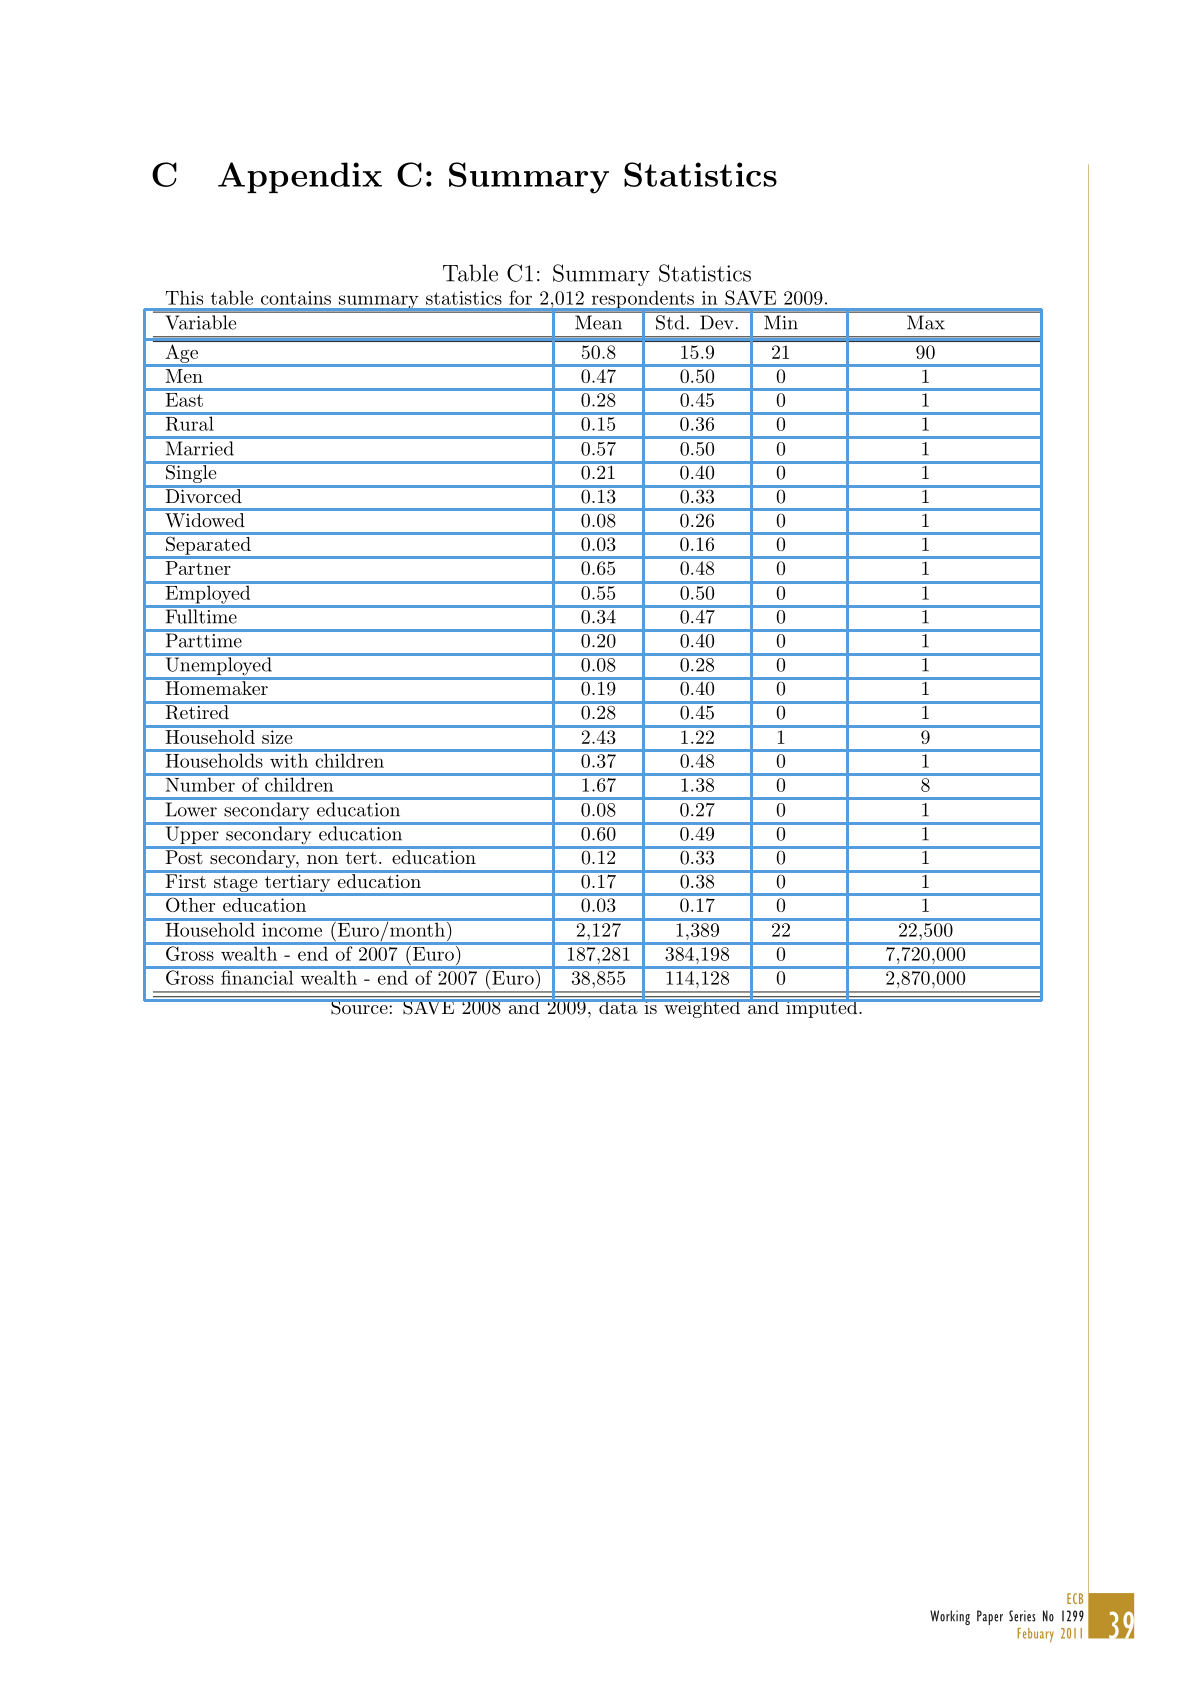 C Appendix C: Summary Statistics
Table C1: Summary Statistics
This table contains summary statistics for 2,012 respondents in SAVE 2009.
Variable Mean Std. Dev. Min Max
Age 50.8 15.9 21 90
Men 0.47 0.50 0 1
East 0.28 0.45 0 1
Rural 0.15 0.36 0 1
Married 0.57 0.50 0 1
Single 0.21 0.40 0 1
Divorced 0.13 0.33 0 1
Widowed 0.08 0.26 0 1
Separated 0.03 0.16 0 1
Partner 0.65 0.48 0 1
Employed 0.55 0.50 0 1
Fulltime 0.34 0.47 0 1
Parttime 0.20 0.40 0 1
Unemployed 0.08 0.28 0 1
Homemaker 0.19 0.40 0 1
Retired 0.28 0.45 0 1
Household size 2.43 1.22 1 9
Households with children 0.37 0.48 0 1
Number of children 1.67 1.38 0 8
Lower secondary education 0.08 0.27 0 1
Upper secondary education 0.60 0.49 0 1
Post secondary, non tert. education 0.12 0.33 0 1
First stage tertiary education 0.17 0.38 0 1
Other education 0.03 0.17 0 1
Household income (Euro/month) 2,127 1,389 22 22,500
Gross wealth - end of 2007 (Euro) 187,281 384,198 0 7,720,000
Gross financial wealth - end of 2007 (Euro) 38,855 114,128 0 2,870,000
Source: SAVE 2008 and 2009, data is weighted and imputed.
ECB
Working Paper Series No 1299
Febuary 2011
39